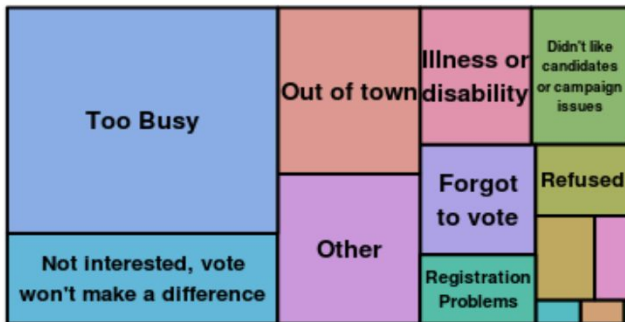 Too Busy
Not interested, vote
won't make a difference
Out of town
Other
Illness or
disability
Didn't like
candidates
or campaign
issues
Forgot
to vote
Refused
Registration
Problems